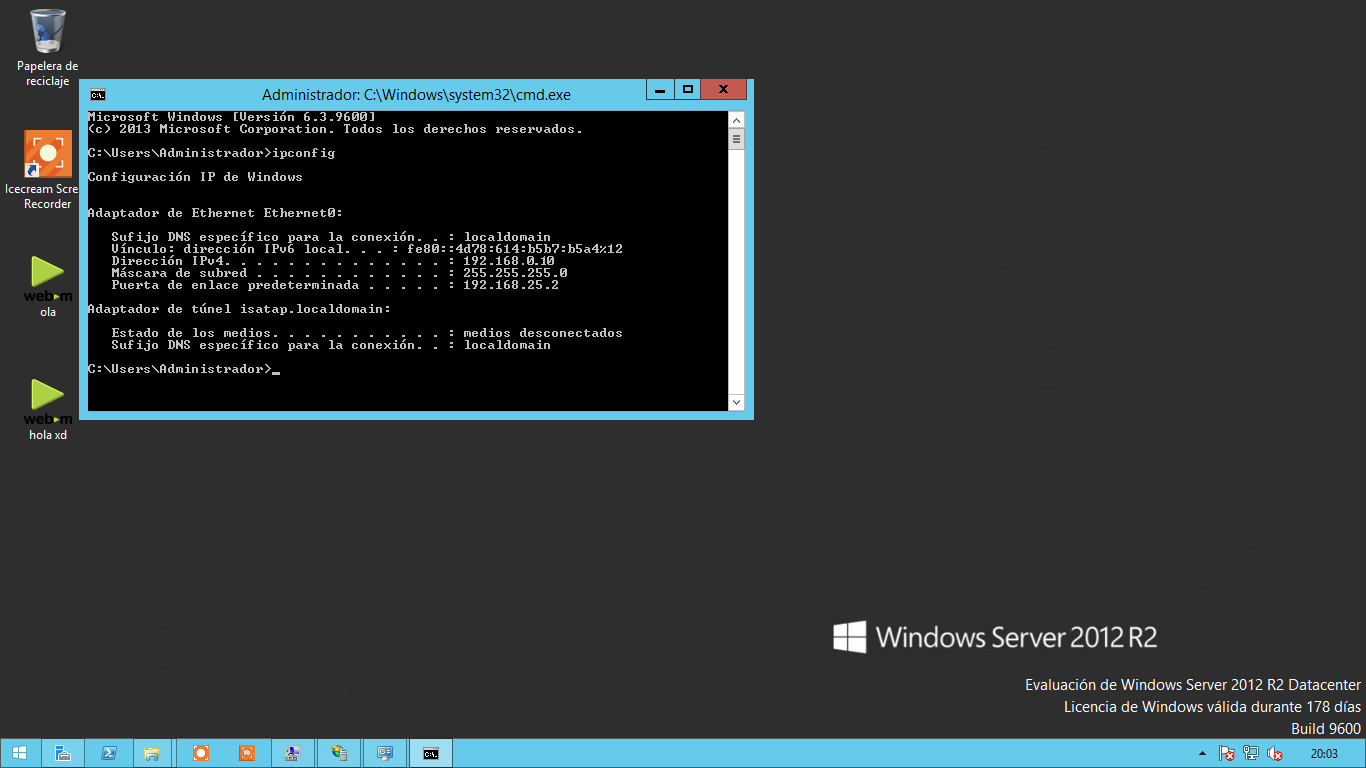 Papelera de
reciclaje
Icecream Scre
Recorder
web-m
ola
web-m
hola xd
Administrador: C:\Windows\system32\cmd.exe
Microsoft Windows [Versión 6.3.9600]
(c) 2013 Microsoft Corporation. Todos los derechos reservados.
C:\Users\Administrador>ipconfig
Configuración IP de Windows
Adaptador de Ethernet Ethernet0:
Sufijo DNS específico para la conexión. . : localdomain
Vínculo: dirección IPv6 local. . . : fe80::4d78:614:b5b7:b5a4%12
Dirección IPv4. . . . . . . . . . . . . . : 192.168.0.10
Máscara de subred . . . . . . . . . . . . : 255.255.255.0
Puerta de enlace predeterminada . . . . . : 192.168.25.2
Adaptador de túnel isatap.localdomain:
Estado de los medios. . . . . . . . . . . : medios desconectados
Sufijo DNS específico para la conexión. . : localdomain
C:\Users\Administrador>_
Windows Server 2012 R2
Evaluación de Windows Server 2012 R2 Datacenter
Licencia de Windows válida durante 178 días
Build 9600
20:03